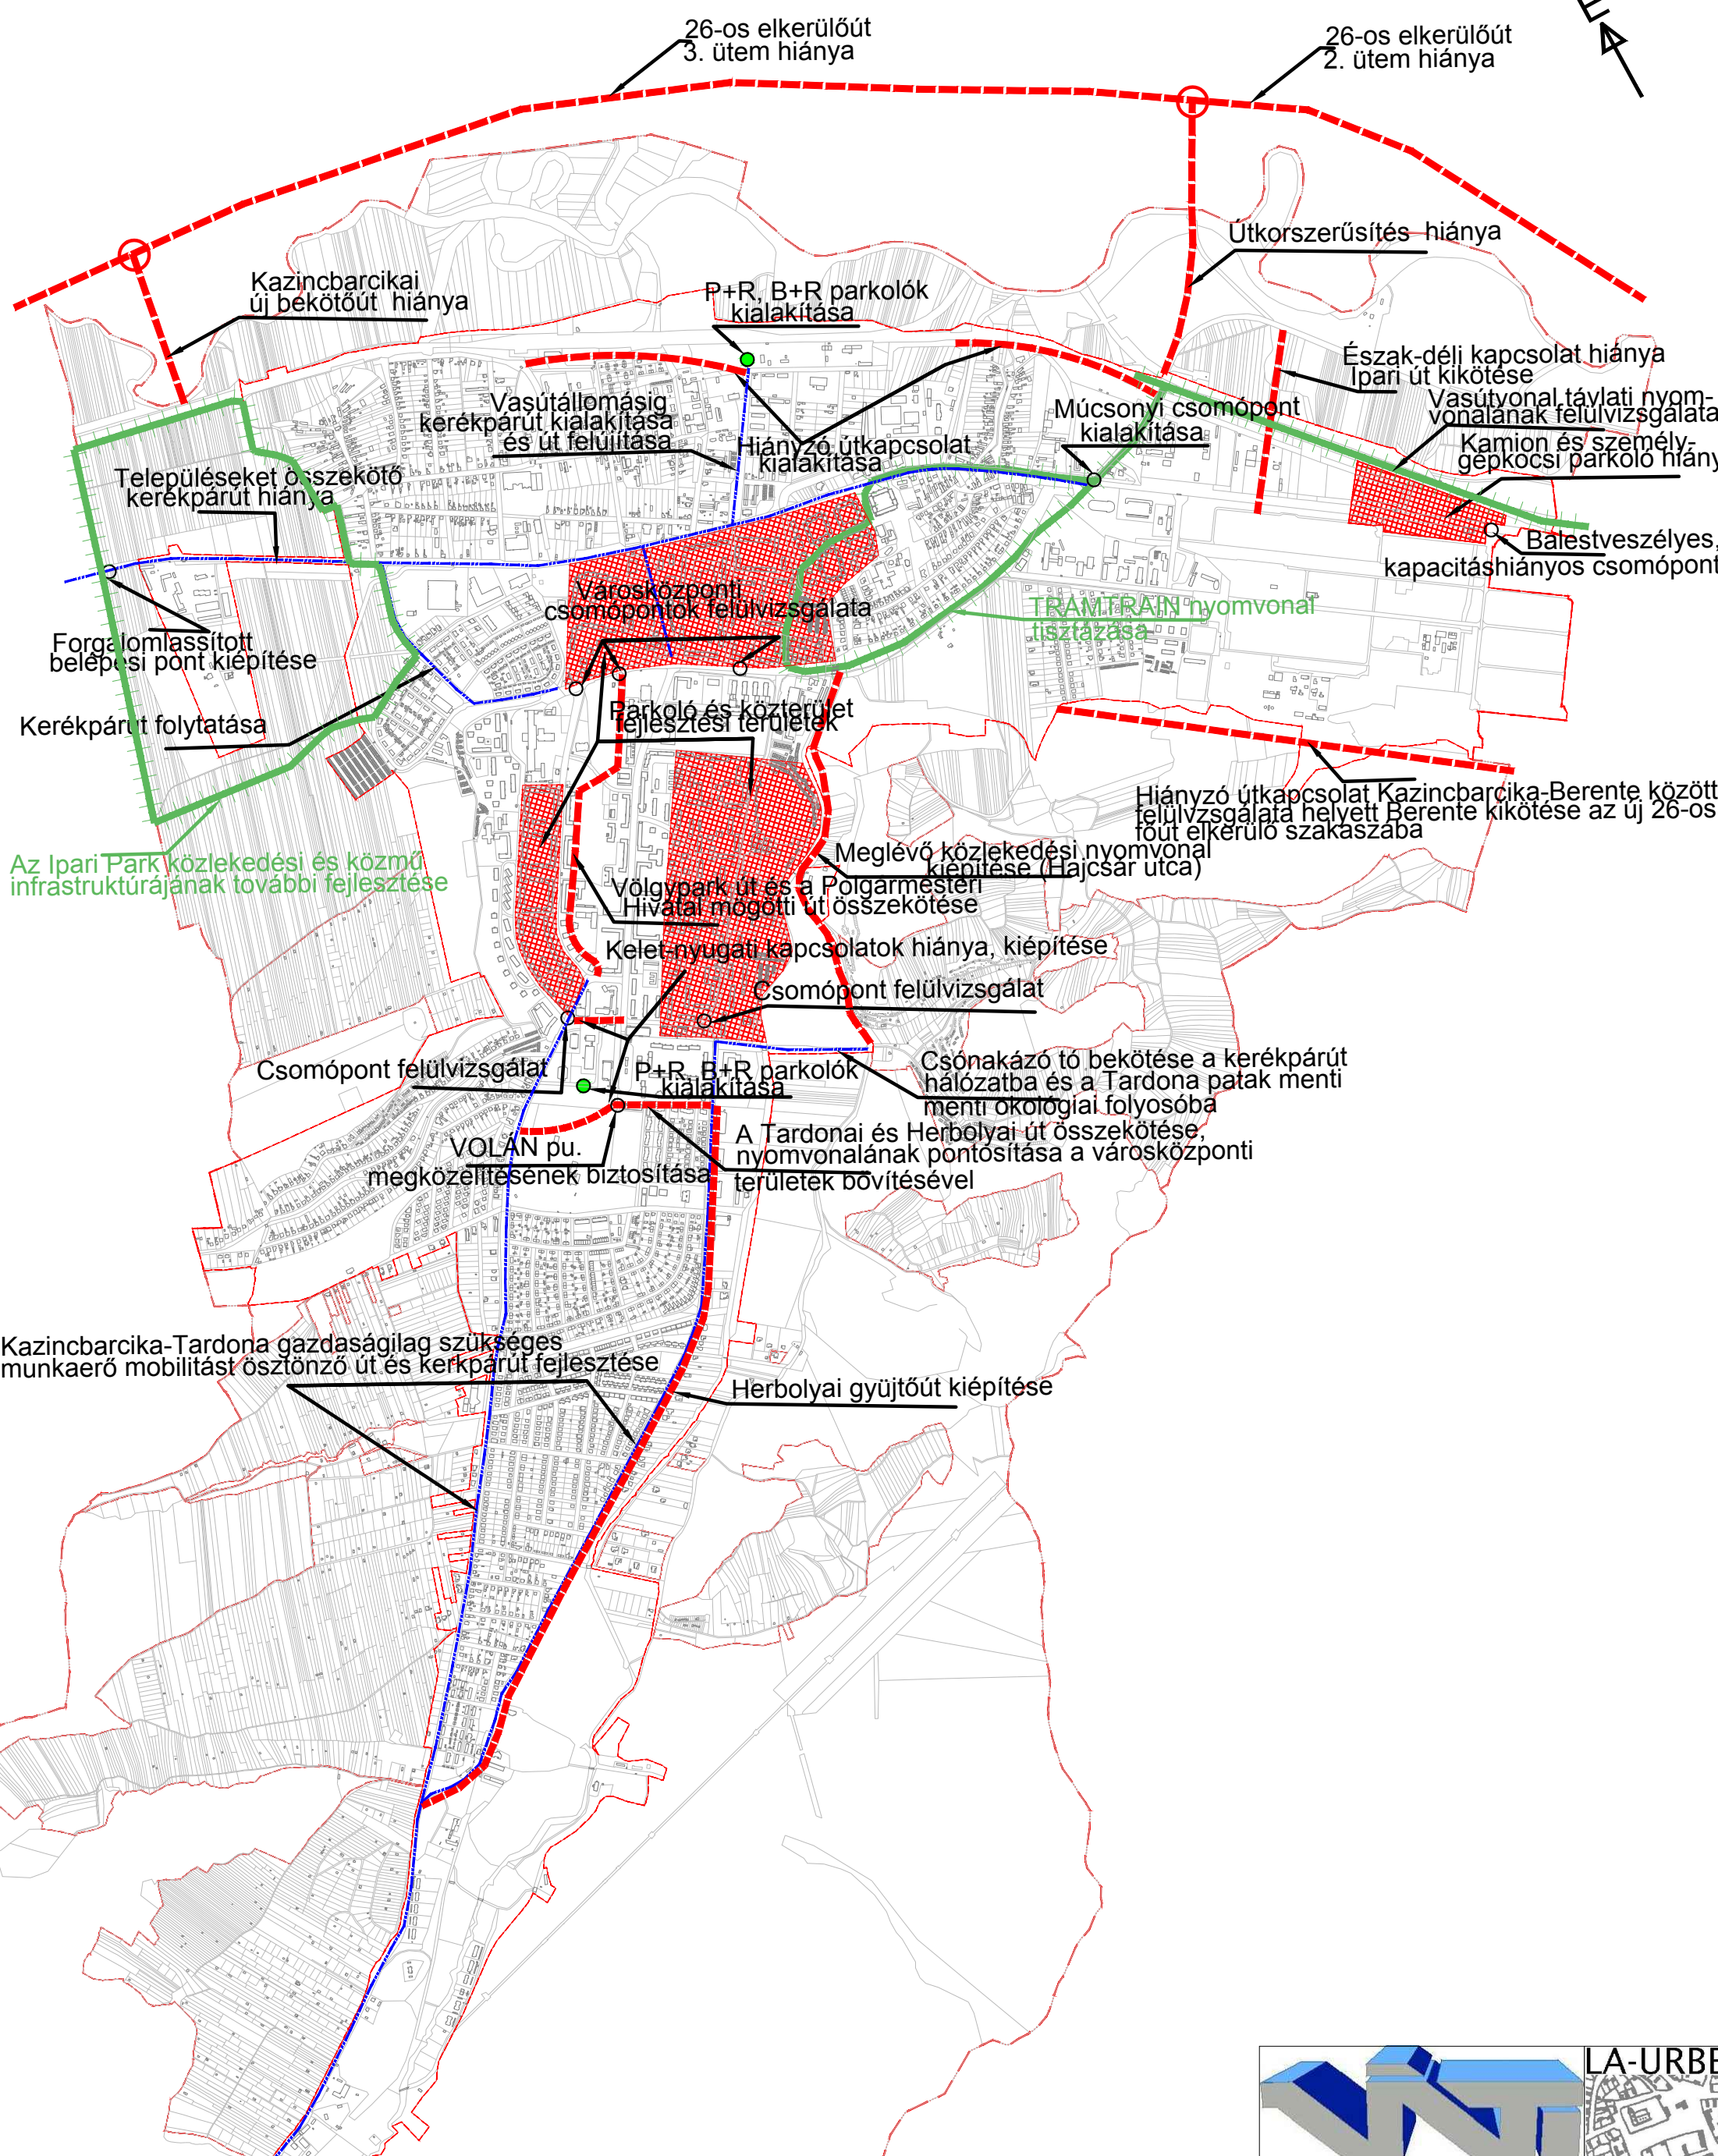 26-os elkerülőút
3. ütem hiánya
26-os elkerülőút
2. ütem hiánya
É
Útkorszerűsítés hiánya
Kazincbarcikai
új bekötőút hiánya
P+R, B+R parkolók
kialakítása
Észak-déli kapcsolat hiánya
Ipari út kikötése
Vasútvonal távlati nyom-
vonalának felülvizsgálata
Vasútállomásig
kerékpárút kialakítása
és út felújítása
Múcsonyi csomópont
kialakítása
Hiányzó útkapcsolat
kialakítása
Kamion és személy-
gépkocsi parkoló hiány
Településeket összekötő
kerékpárút hiánya
Balestveszélyes,
kapacitáshiányos csomópont
Városközponti
csomópontok felülvizsgálata
TRAMTRAIN nyomvonal
tisztázása
Forgalomlassított
belépési pont kiépítése
Kerékpárút folytatása
Parkoló és közterület
fejlesztési területek
Hiányzó útkapcsolat Kazincbarcika-Berente között
felülvzsgálata helyett Berente kikötése az új 26-os
főút elkerülő szakaszába
Meglévő közlekedési nyomvonal
kiépítése (Hajcsár utca)
Az Ipari Park közlekedési és közmű
infrastruktúrájának további fejlesztése
Völgypark út és a Polgármesteri
Hivatal mögötti út összekötése
Kelet-nyugati kapcsolatok hiánya, kiépítése
Csomópont felülvizsgálat
Csomópont felülvizsgálat
P+R, B+R parkolók
kialakítása
Csónakázó tó bekötése a kerékpárút
hálózatba és a Tardona patak menti
menti ökológiai folyosóba
VOLÁN pu.
megközelítésének biztosítása
A Tardonai és Herbolyai út összekötése,
nyomvonalának pontosítása a városközponti
területek bővítésével
Kazincbarcika-Tardona gazdaságilag szükséges
munkaerő mobilitást ösztönző út és kerkpárút fejlesztése
Herbolyai gyüjtőút kiépítése
LA-URBE